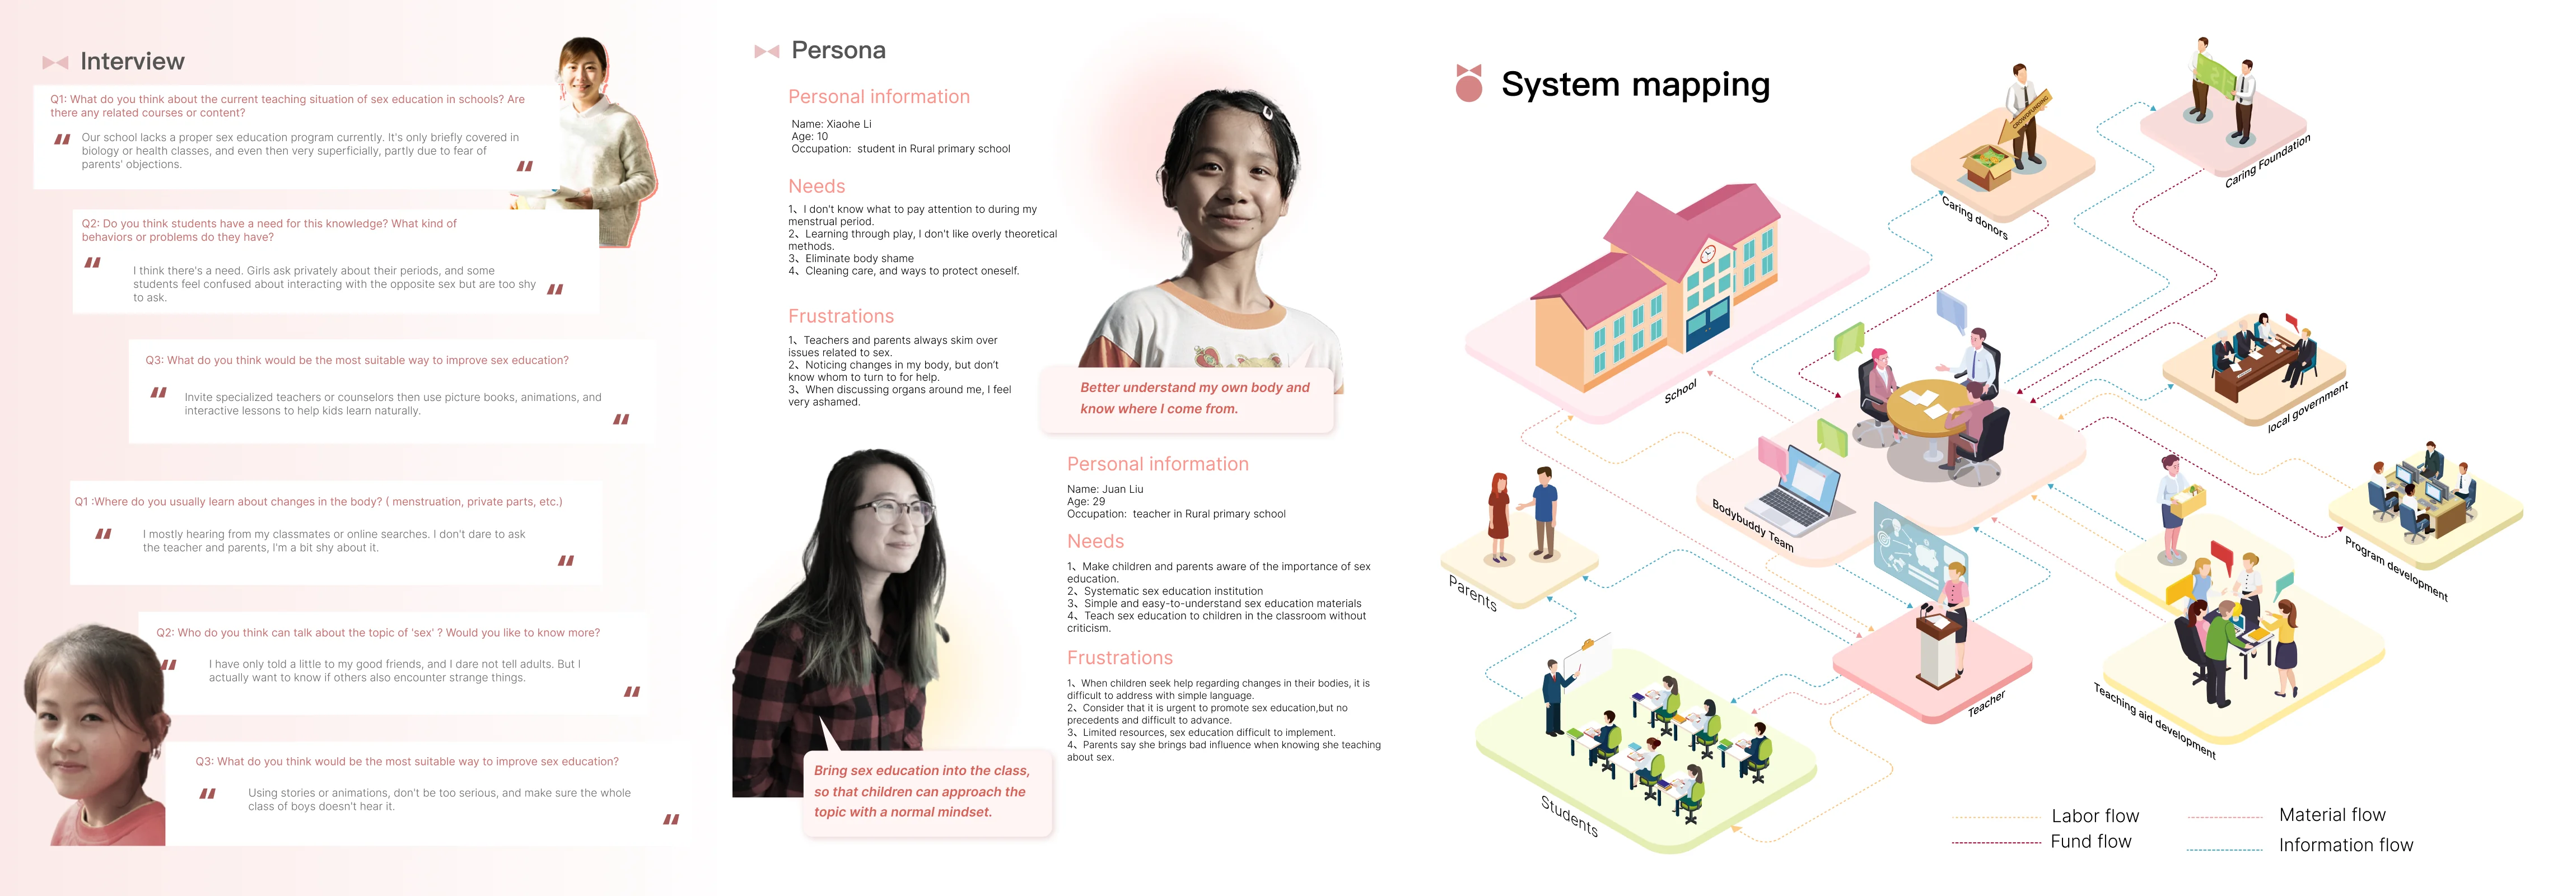 Interview
Q1: What do you think about the current teaching situation of sex education in schools? Are
there any related courses or content?
Our school lacks a proper sex education program currently. It's only briefly covered in
biology or health classes, and even then very superficially, partly due to fear of
parents' objections.
Q2: Do you think students have a need for this knowledge? What kind of
behaviors or problems do they have?
I think there's a need. Girls ask privately about their periods, and some
students feel confused about interacting with the opposite sex but are too shy
to ask.
Q3: What do you think would be the most suitable way to improve sex education?
Invite specialized teachers or counselors then use picture books, animations, and
interactive lessons to help kids learn naturally.
Q1 :Where do you usually learn about changes in the body? ( menstruation, private parts, etc.)
I mostly hearing from my classmates or online searches. I don't dare to ask
the teacher and parents, I'm a bit shy about it.
Q2: Who do you think can talk about the topic of 'sex' ? Would you like to know more?
I have only told a little to my good friends, and I dare not tell adults. But I
actually want to know if others also encounter strange things.
Q3: What do you think would be the most suitable way to improve sex education?
Using stories or animations, don't be too serious, and make sure the whole
class of boys doesn't hear it.
Persona
Personal information
Name: Xiaohe Li
Age: 10
Occupation: student in Rural primary school
Needs
1、I don't know what to pay attention to during my
menstrual period.
2、Learning through play, I don't like overly theoretical
methods.
3、Eliminate body shame
4、Cleaning care, and ways to protect oneself.
Frustrations
1、Teachers and parents always skim over
issues related to sex.
2、Noticing changes in my body, but don't
know whom to turn to for help.
3、When discussing organs around me, I feel
very ashamed.
Better understand my own body and
know where I come from.
Personal information
Name: Juan Liu
Age: 29
Occupation: teacher in Rural primary school
Needs
1、Make children and parents aware of the importance of sex
education.
2、Systematic sex education institution
3、Simple and easy-to-understand sex education materials
4、Teach sex education to children in the classroom without
criticism.
Frustrations
1、When children seek help regarding changes in their bodies, it is
difficult to address with simple language.
2、Consider that it is urgent to promote sex education,but no
precedents and difficult to advance.
3、Limited resources, sex education difficult to implement.
4、Parents say she brings bad influence when knowing she teaching
about sex.
Bring sex education into the class,
so that children can approach the
topic with a normal mindset.
System mapping
CROWDFUNDING
Caring donors
Caring Foundation
School
local government
Bodybuddy Team
Program development
Parents
Teacher
Teaching aid development
Students
Labor flow
Material flow
Fund flow
Information flow